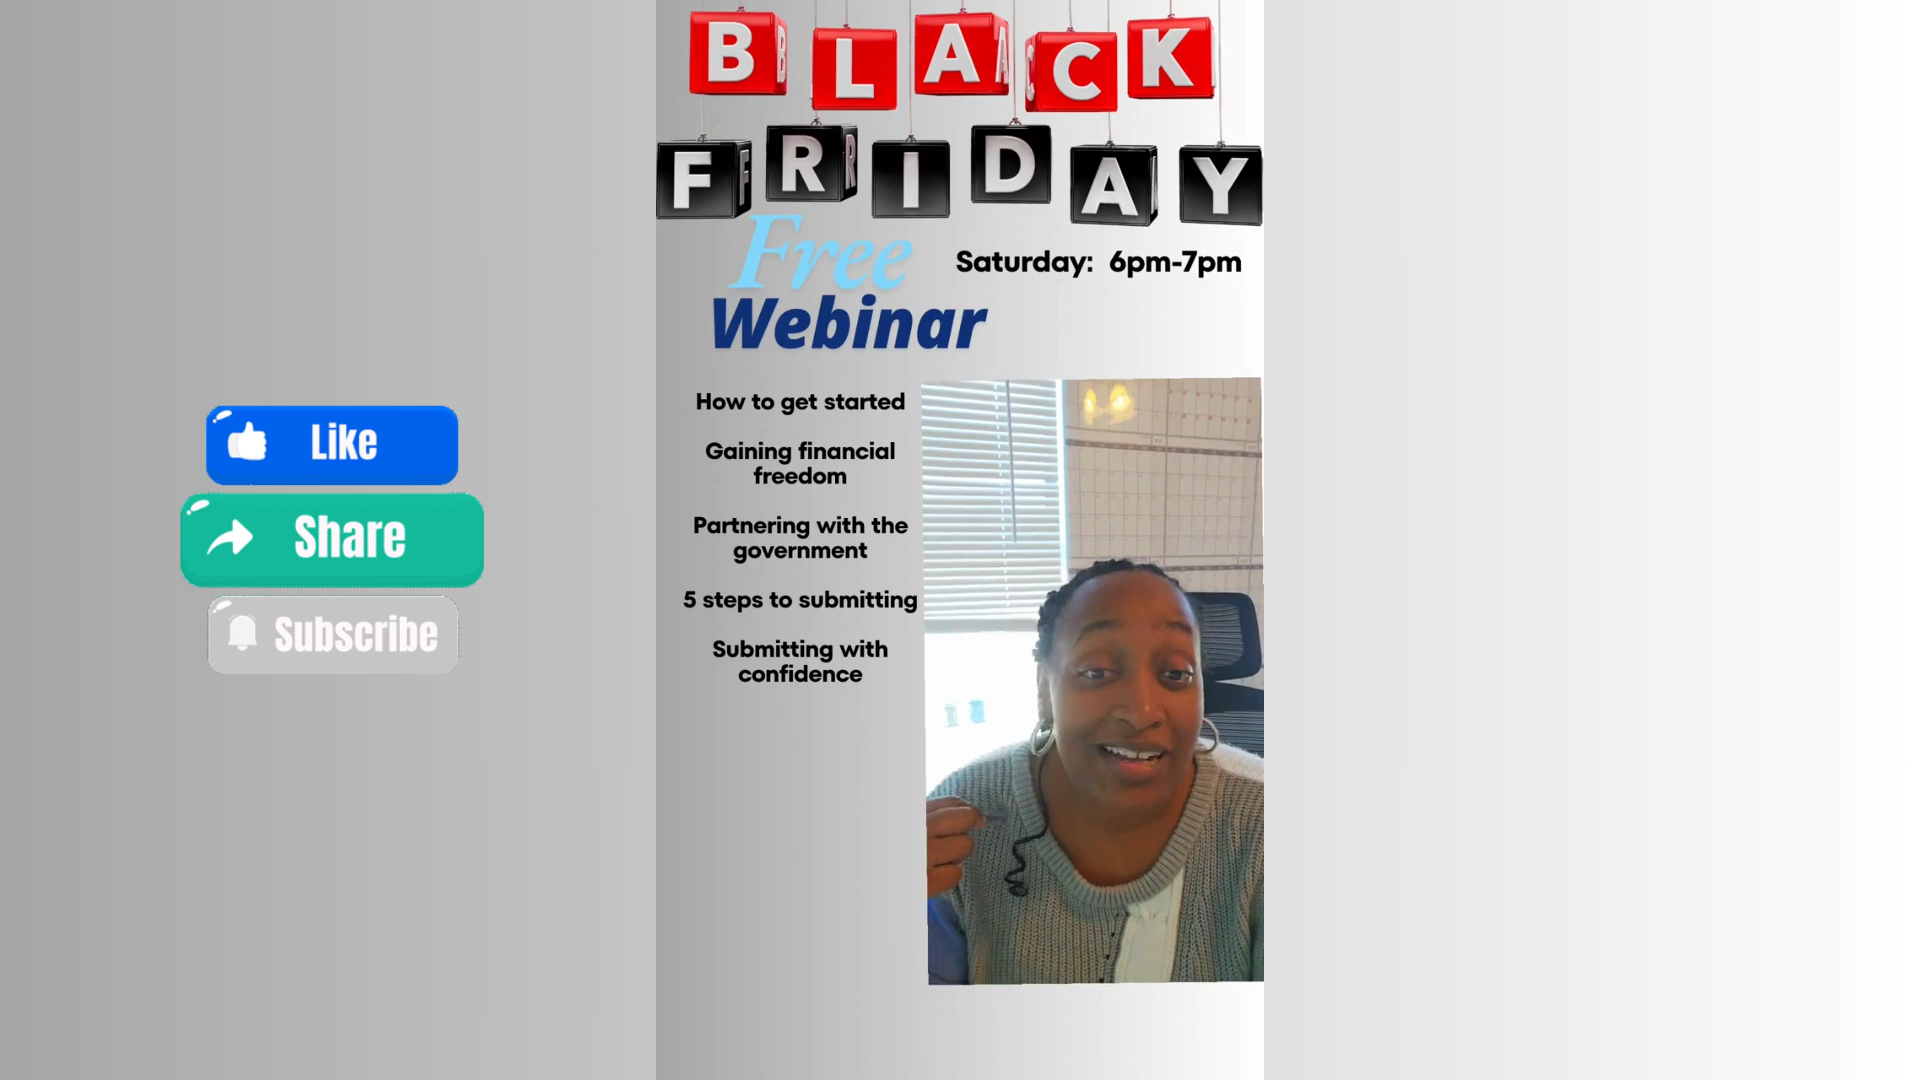 BLACK
FRIDAY
Free
Webinar
Saturday: 6pm-7pm
How to get started
Gaining financial
freedom
Partnering with the
government
5 steps to submitting
Submitting with
confidence
Like
Share
Subscribe